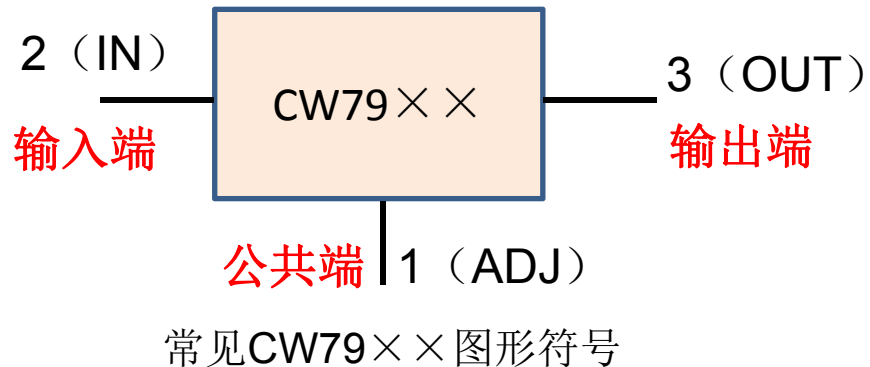 2（IN）
CW79××
3（OUT）
输入端
输出端
公共端
1（ADJ）
常见CW79××图形符号